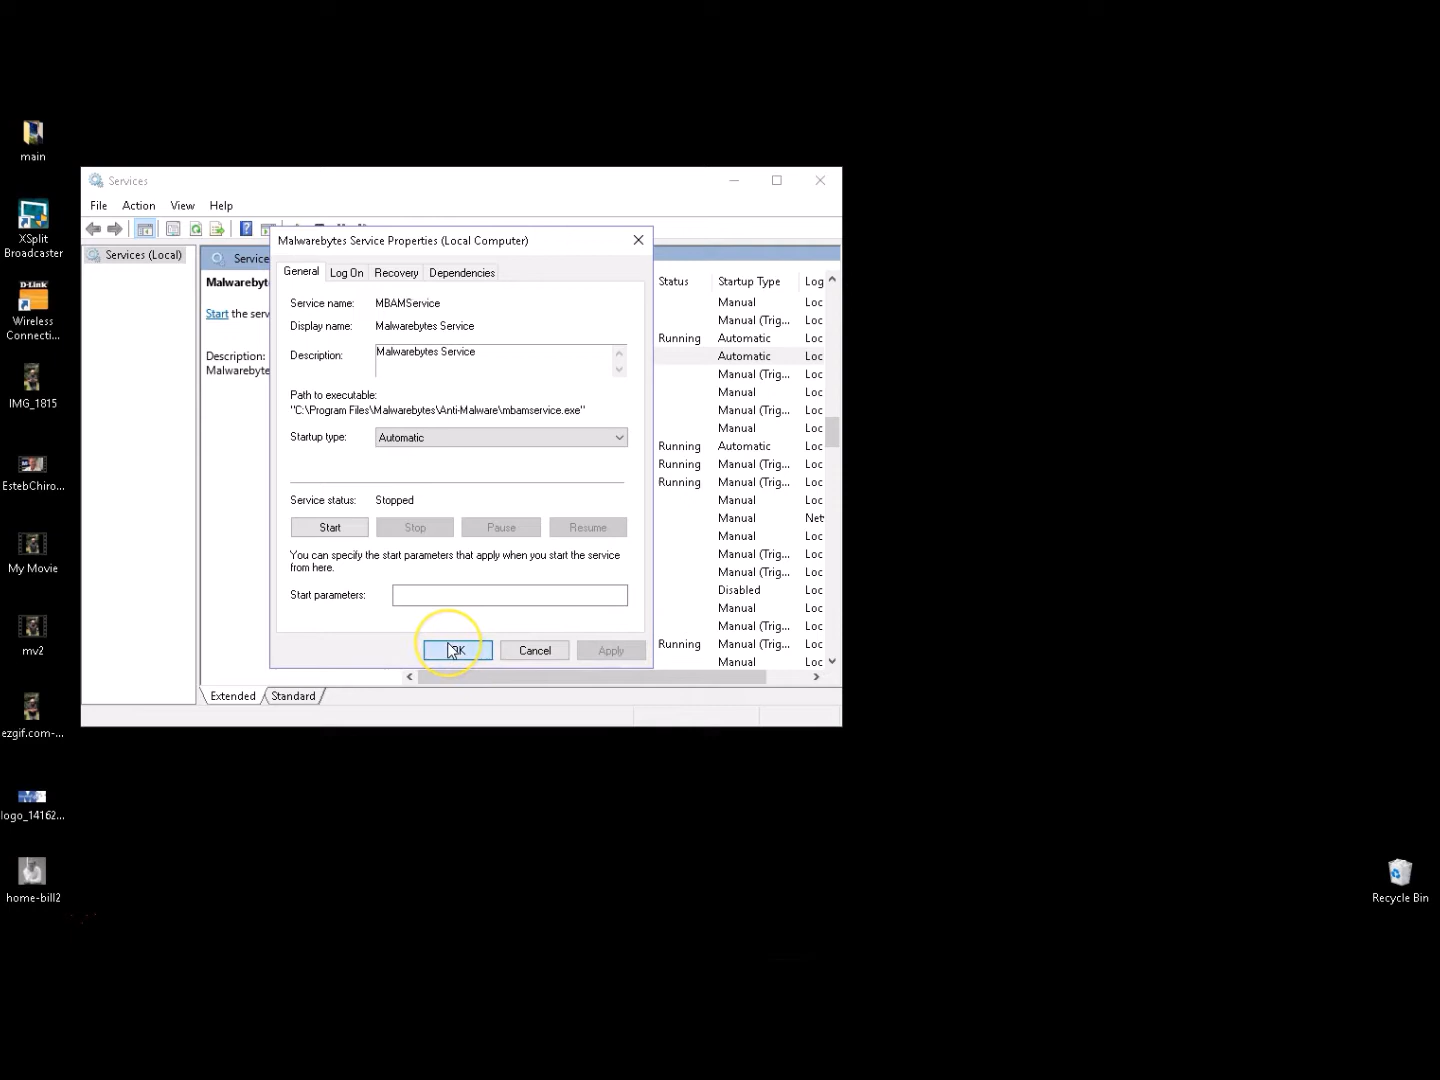 main
XSplit
Broadcaster
D-Link
Wireless
Connecti...
IMG_1815
EstebChiro...
My Movie
mv2
ezgif.com-...
logo_14162...
home-bill2
Services
File Action View Help
Services (Local)
Service
Malwarebyt
Start the serv
Description:
Malwarebyte
Malwarebytes Service Properties (Local Computer)
General Log On Recovery Dependencies
Service name: MBAMService
Display name: Malwarebytes Service
Description: Malwarebytes Service
Path to executable:
"C:\Program Files\Malwarebytes\Anti-Malware\mbamservice.exe"
Startup type: Automatic
Service status: Stopped
Start Stop Pause Resume
You can specify the start parameters that apply when you start the service
from here.
Start parameters:
OK Cancel Apply
Status Startup Type Log
Manual Loc
Manual (Trig... Loc
Running Automatic Loc
Automatic Loc
Manual (Trig... Loc
Manual Loc
Manual (Trig... Loc
Manual Loc
Running Automatic Loc
Running Manual (Trig... Loc
Running Manual (Trig... Loc
Manual Loc
Manual Net
Manual Loc
Manual (Trig... Loc
Manual (Trig... Loc
Disabled Loc
Manual Loc
Manual (Trig... Loc
Running Manual (Trig... Loc
Manual Loc
Extended Standard
Recycle Bin